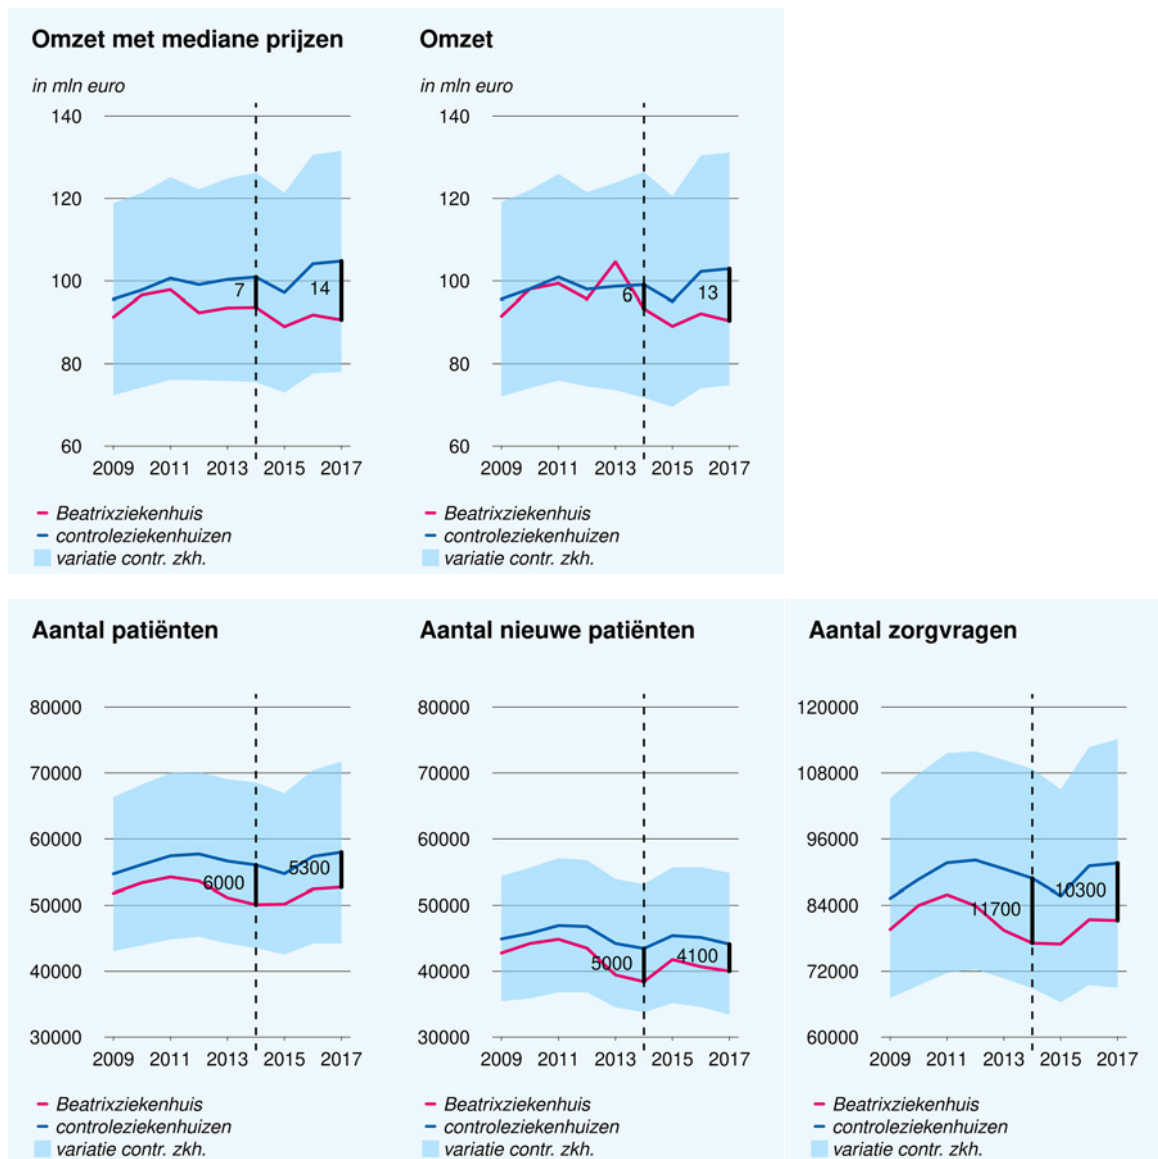 Omzet met mediane prijzen
in mln euro
140
120
100
80
60
7
14
2009 2011 2013 2015 2017
Beatrixziekenhuis
controleziekenhuizen
variatie contr. zkh.
Omzet
in mln euro
140
120
100
80
60
6
13
2009 2011 2013 2015 2017
Beatrixziekenhuis
controleziekenhuizen
variatie contr. zkh.
Aantal patiënten
80000
70000
60000
50000
40000
30000
6000
5300
2009 2011 2013 2015 2017
Beatrixziekenhuis
controleziekenhuizen
variatie contr. zkh.
Aantal nieuwe patiënten
80000
70000
60000
50000
40000
30000
5000
4100
2009 2011 2013 2015 2017
Beatrixziekenhuis
controleziekenhuizen
variatie contr. zkh.
Aantal zorgvragen
120000
108000
96000
84000
72000
60000
11700
10300
2009 2011 2013 2015 2017
Beatrixziekenhuis
controleziekenhuizen
variatie contr. zkh.